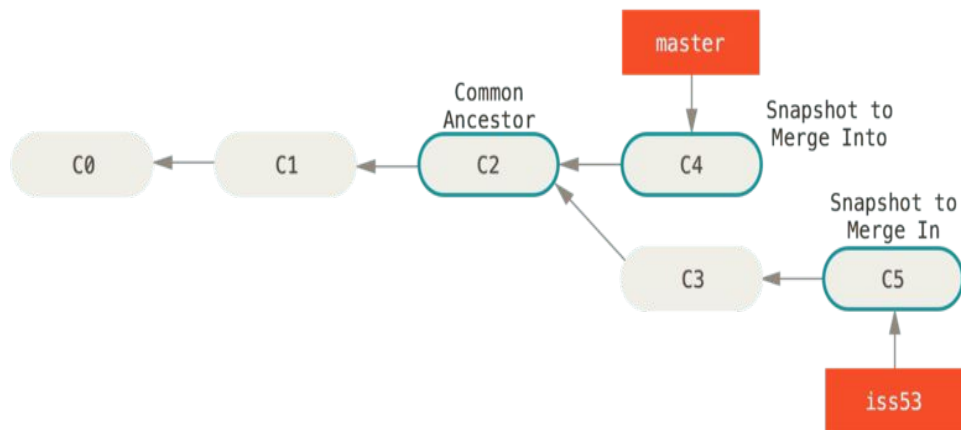 master
Common
Ancestor
Snapshot to
Merge Into
C0
C1
C2
C4
Snapshot to
Merge In
C3
C5
iss53